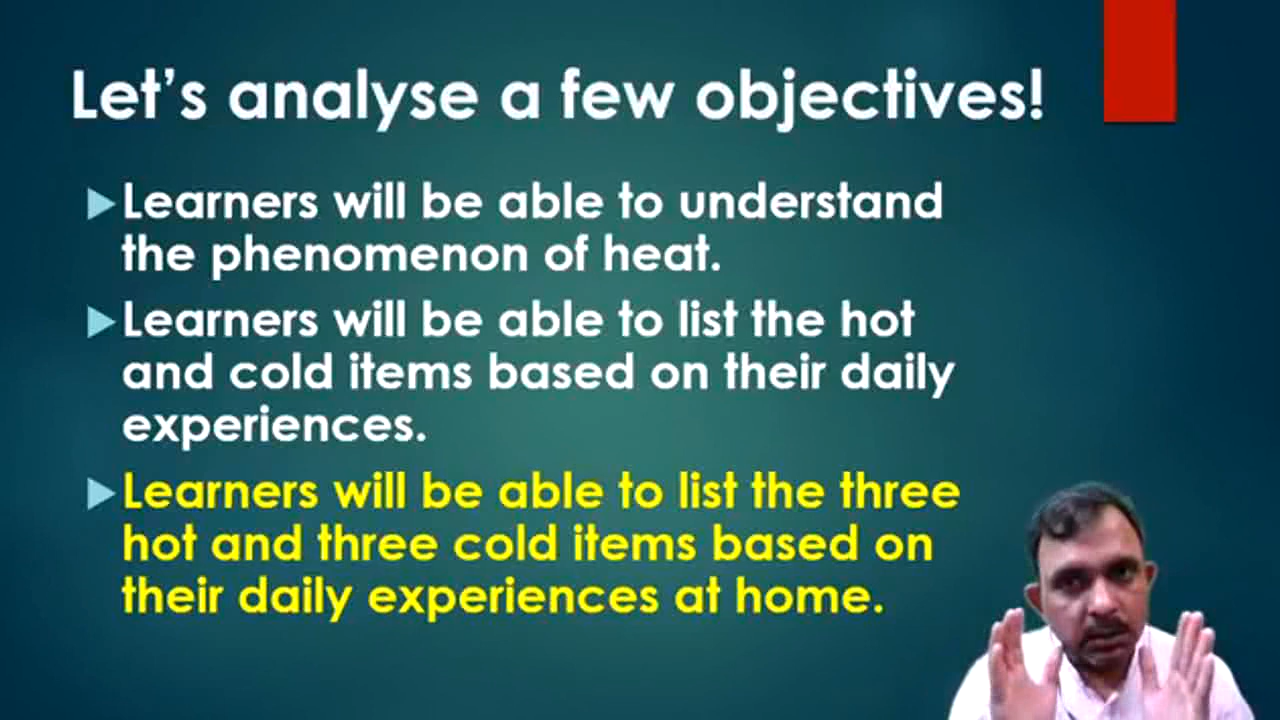 Let's analyse a few objectives!
Learners will be able to understand
the phenomenon of heat.
Learners will be able to list the hot
and cold items based on their daily
experiences.
Learners will be able to list the three
hot and three cold items based on
their daily experiences at home.